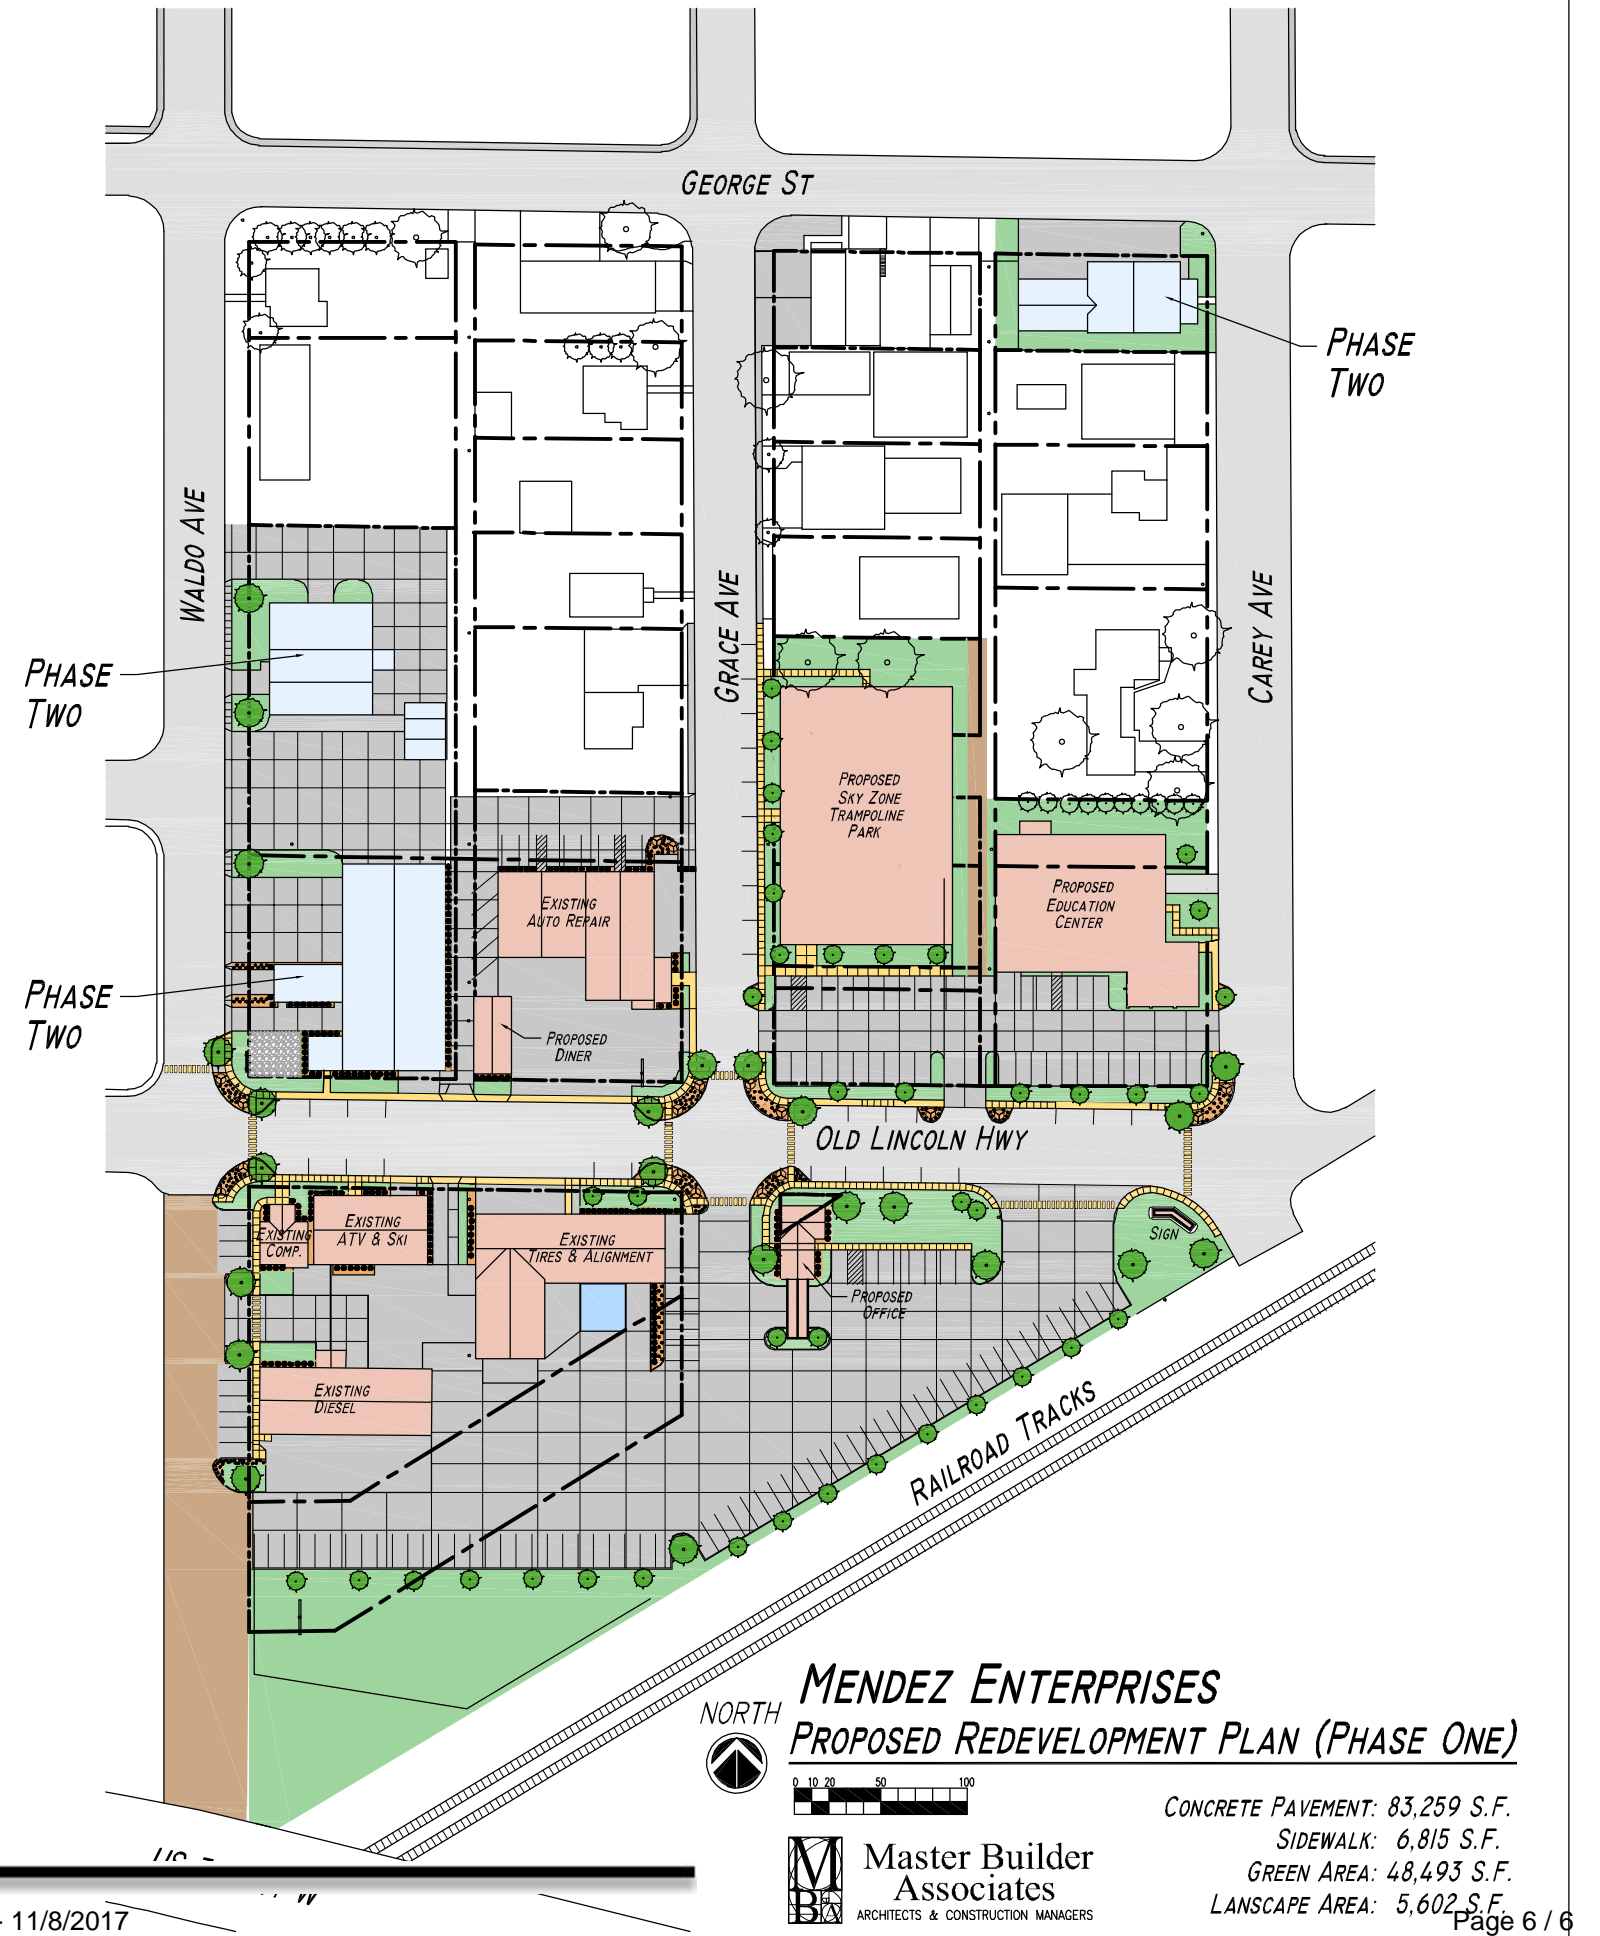 GEORGE ST
PHASE
TWO
WALDO AVE
GRACE AVE
CAREY AVE
PHASE
TWO
PROPOSED
SKY ZONE
TRAMPOLINE
PARK
EXISTING
AUTO REPAIR
PROPOSED
EDUCATION
CENTER
PHASE
TWO
PROPOSED
DINER
OLD LINCOLN HWY
EXISTING
COMP.
EXISTING
ATV & SKI
EXISTING
TIRES & ALIGNMENT
SIGN
PROPOSED
OFFICE
EXISTING
DIESEL
RAILROAD TRACKS
MENDEZ ENTERPRISES
NORTH
PROPOSED REDEVELOPMENT PLAN (PHASE ONE)
0 10 20 50 100
CONCRETE PAVEMENT: 83,259 S.F.
SIDEWALK: 6,815 S.F.
GREEN AREA: 48,493 S.F.
LANSCAPE AREA: 5,602 S.F.
MBA
Master Builder
Associates
ARCHITECTS & CONSTRUCTION MANAGERS
- 11/8/2017
Page 6 / 6